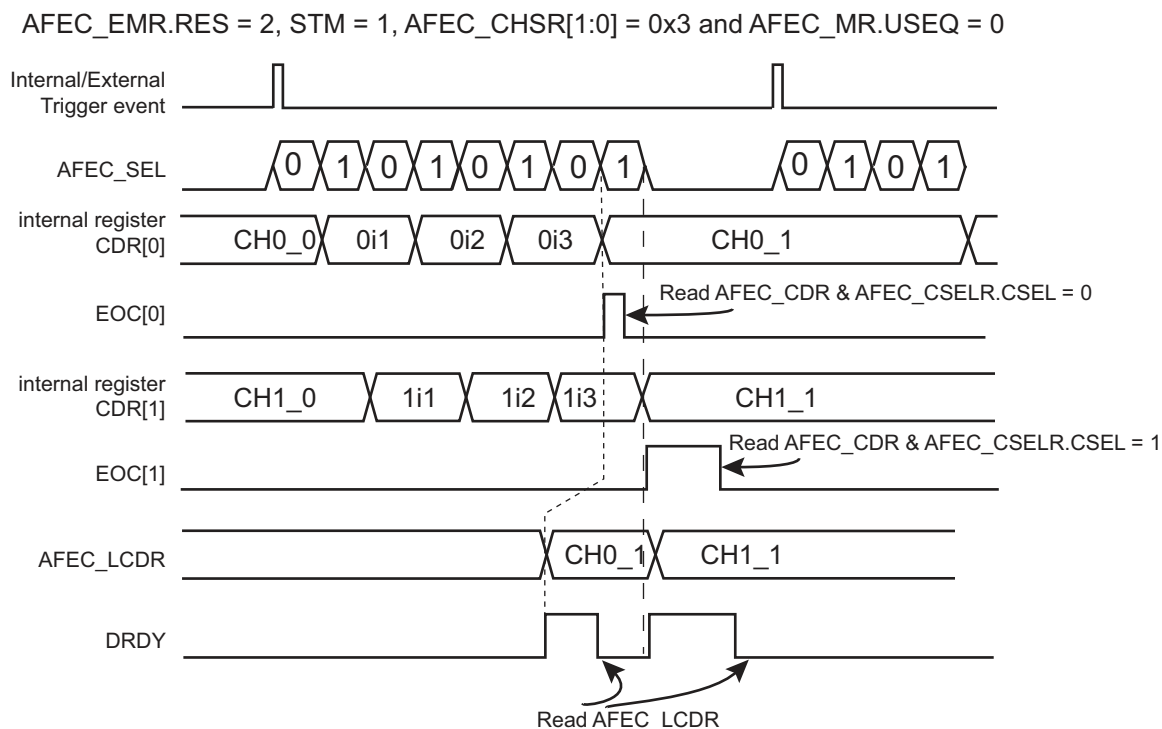 AFEC_EMR.RES = 2, STM = 1, AFEC_CHSR[1:0] = 0x3 and AFEC_MR.USEQ = 0
Internal/External
Trigger event
AFEC_SEL
0 1 0 1 0 1 0 1 0 1 0 1
internal register
CDR[0]
CH0_0 0i1 0i2 0i3 CH0_1
EOC[0]
Read AFEC_CDR & AFEC_CSELR.CSEL = 0
internal register
CDR[1]
CH1_0 1i1 1i2 1i3 CH1_1
EOC[1]
Read AFEC_CDR & AFEC_CSELR.CSEL = 1
AFEC_LCDR
CH0_1 CH1_1
DRDY
Read AFEC_LCDR